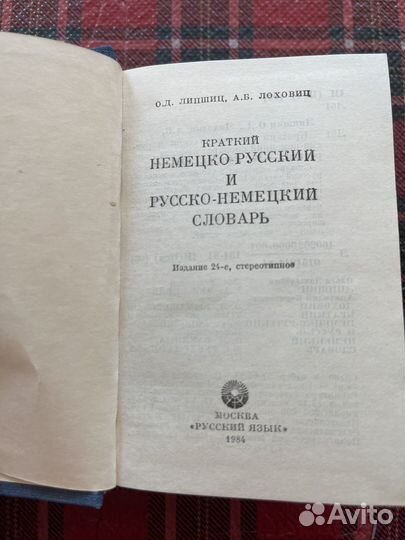 О.Д. ЛИПШИЦ, А.Б. ЛОХОВИЦ
КРАТКИЙ
НЕМЕЦКО-РУССКИЙ
И
РУССКО-НЕМЕЦКИЙ
СЛОВАРЬ
Издание 24-е, стереотипное
МОСКВА
«РУССКИЙ ЯЗЫК»
1984
Avito